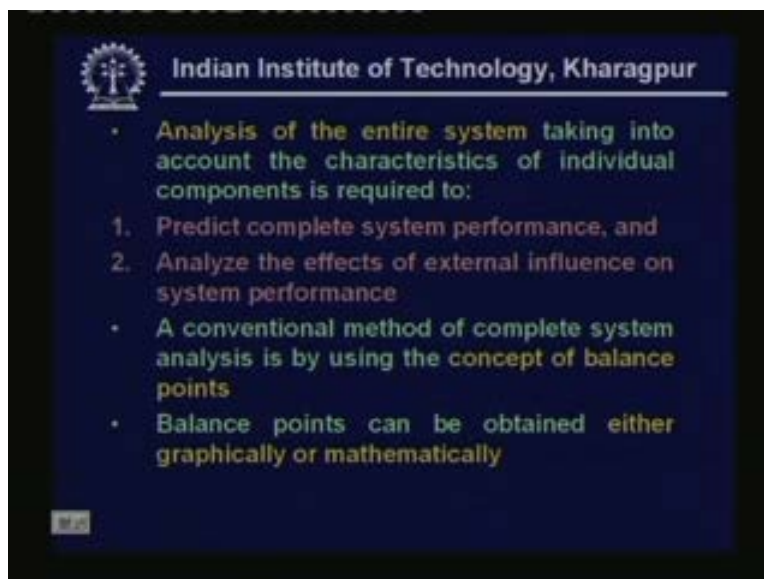 Indian Institute of Technology, Kharagpur
• Analysis of the entire system taking into
account the characteristics of individual
components is required to:
1. Predict complete system performance, and
2. Analyze the effects of external influence on
system performance
• A conventional method of complete system
analysis is by using the concept of balance
points
• Balance points can be obtained either
graphically or mathematically